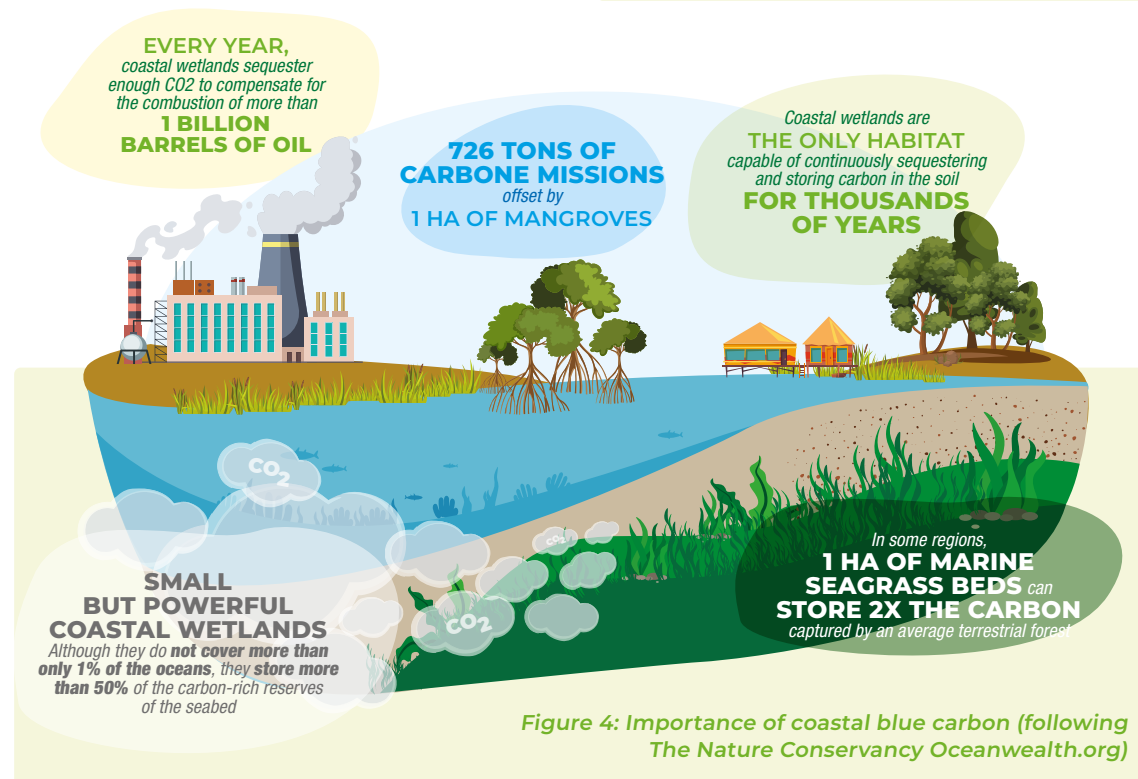 EVERY YEAR,
coastal wetlands sequester
enough CO2 to compensate for
the combustion of more than
1 BILLION
BARRELS OF OIL
726 TONS OF
CARBONE MISSIONS
offset by
1 HA OF MANGROVES
Coastal wetlands are
THE ONLY HABITAT
capable of continuously sequestering
and storing carbon in the soil
FOR THOUSANDS
OF YEARS
CO2
CO2
CO2
SMALL
BUT POWERFUL
COASTAL WETLANDS
Although they do not cover more than
only 1% of the oceans, they store more
than 50% of the carbon-rich reserves
of the seabed
In some regions,
1 HA OF MARINE
SEAGRASS BEDS can
STORE 2X THE CARBON
captured by an average terrestrial forest
Figure 4: Importance of coastal blue carbon (following
The Nature Conservancy Oceanwealth.org)